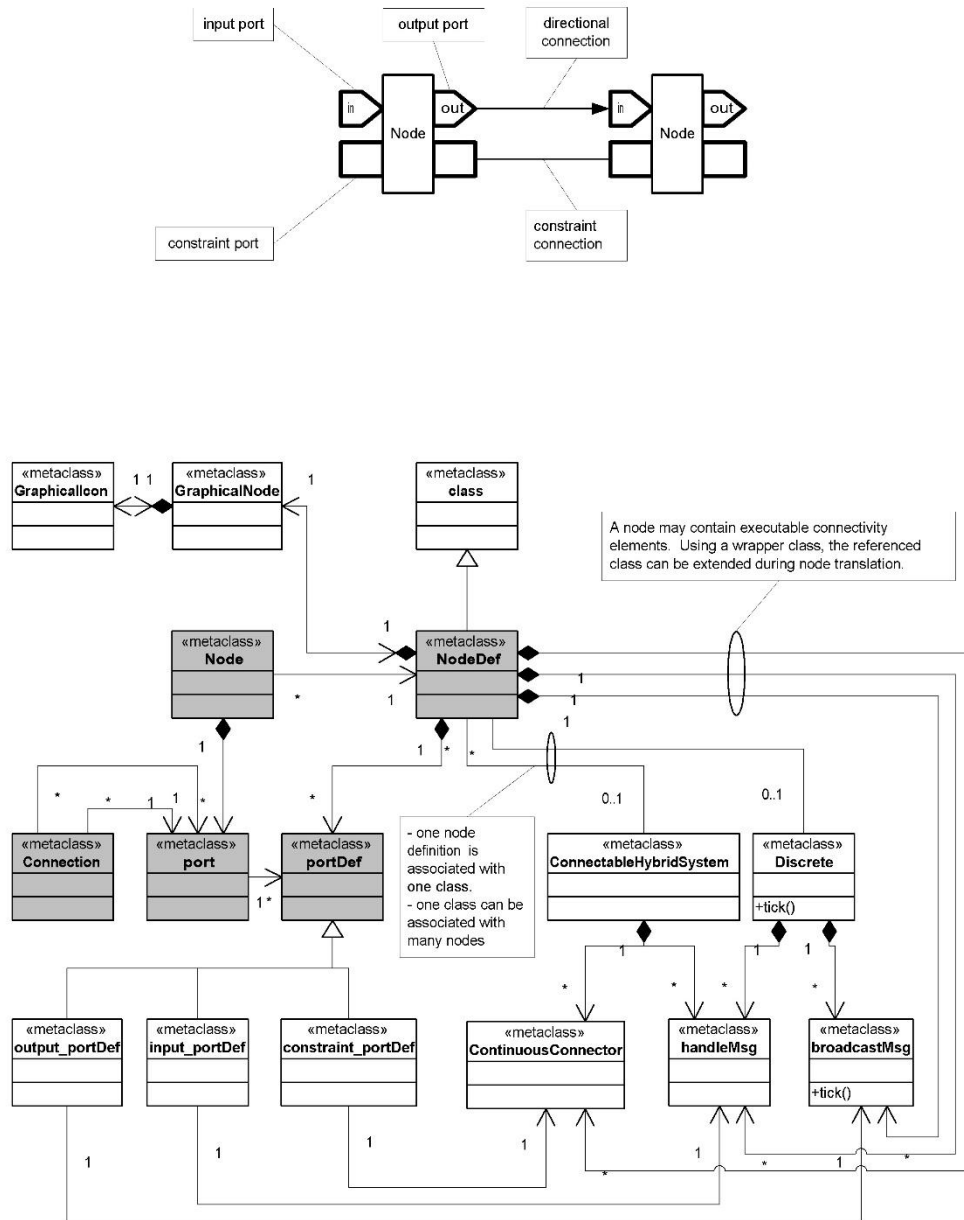 input port
output port
directional
connection
in
out
in
out
Node
Node
constraint port
constraint
connection
«metaclass»
GraphicalIcon
1 1
«metaclass»
GraphicalNode
1
«metaclass»
class
A node may contain executable connectivity
elements. Using a wrapper class, the referenced
class can be extended during node translation.
«metaclass»
Node
1
«metaclass»
NodeDef
*
1
1
1
1
1
1
*
*
*
*
*
1
1
*
*
0..1
0..1
«metaclass»
Connection
«metaclass»
port
1 *
«metaclass»
portDef
- one node
definition is
associated with
one class.
- one class can be
associated with
many nodes
«metaclass»
ConnectableHybridSystem
«metaclass»
Discrete
+tick()
1
1
1
*
*
*
*
«metaclass»
output_portDef
«metaclass»
input_portDef
«metaclass»
constraint_portDef
«metaclass»
ContinuousConnector
«metaclass»
handleMsg
«metaclass»
broadcastMsg
+tick()
1
1
1
1
1
1
*
*
*